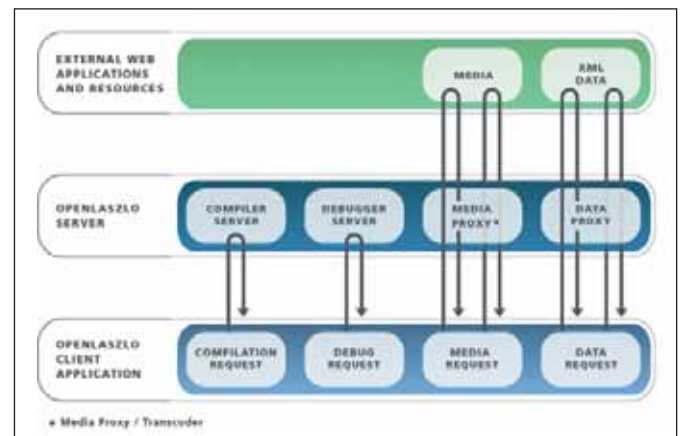 EXTERNAL WEB
APPLICATIONS
AND RESOURCES
MEDIA
XML
DATA
OPENLASZLO
SERVER
COMPILER
SERVER
DEBUGGER
SERVER
MEDIA
PROXY*
DATA
PROXY
OPENLASZLO
CLIENT
APPLICATION
COMPILATION
REQUEST
DEBUG
REQUEST
MEDIA
REQUEST
DATA
REQUEST
* Media Proxy / Transcoder